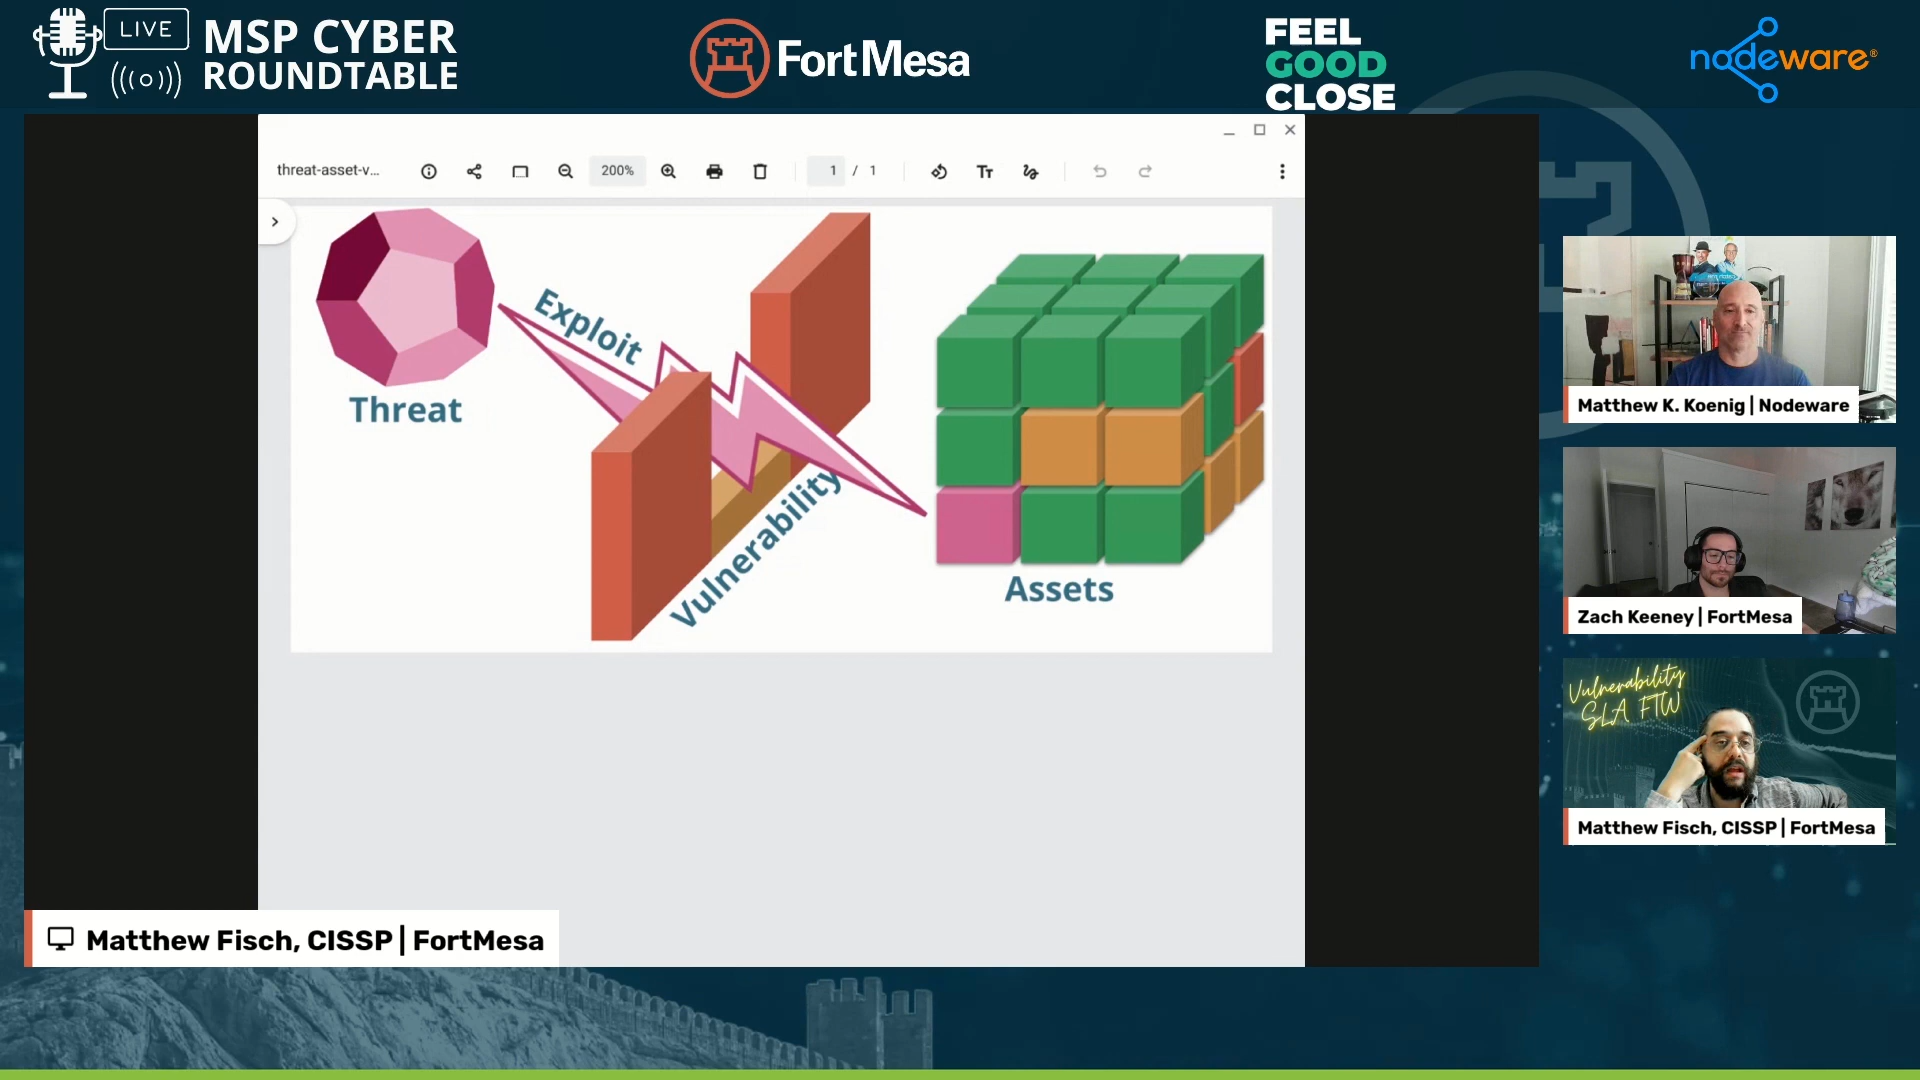 LIVE
MSP CYBER
ROUNDTABLE
FortMesa
FEEL
GOOD
CLOSE
nodeware®
threat-asset-v...
200%
1 / 1
Exploit
Threat
Vulnerability
Assets
Matthew K. Koenig | Nodeware
Zach Keeney | FortMesa
Vulnerability
SLA FTW
Matthew Fisch, CISSP | FortMesa
Matthew Fisch, CISSP | FortMesa